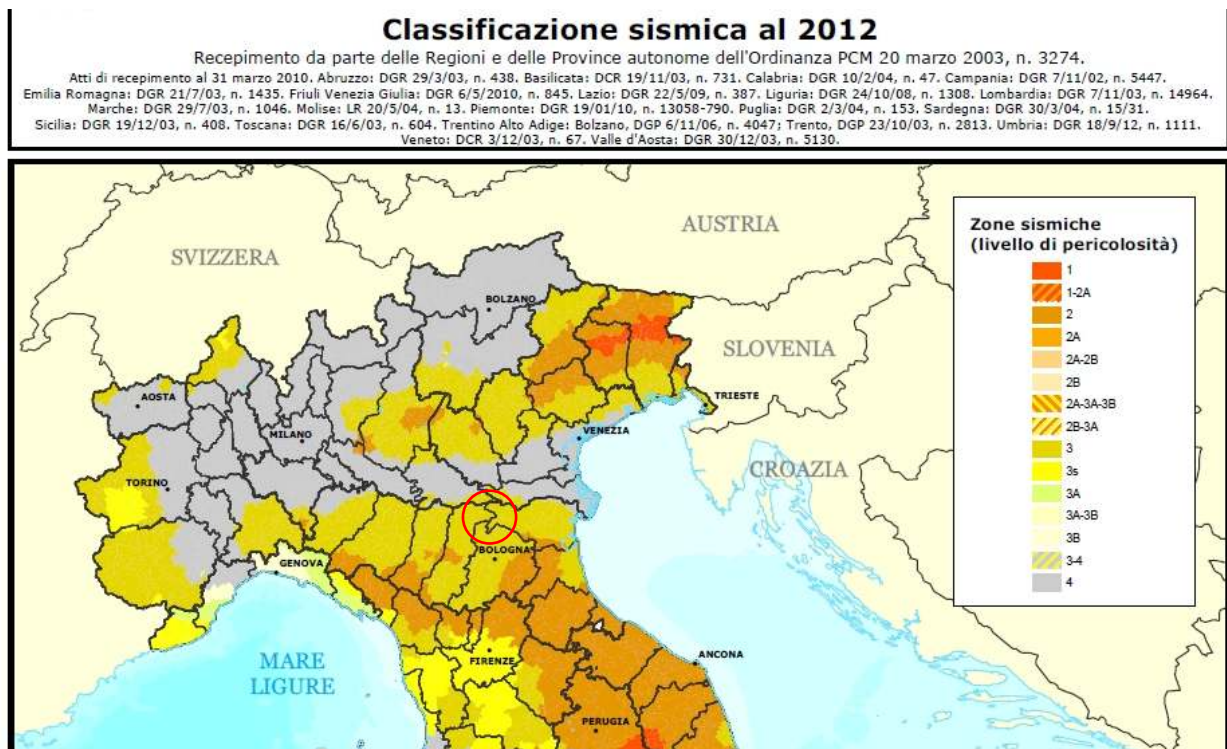 Classificazione sismica al 2012
Recepimento da parte delle Regioni e delle Province autonome dell'Ordinanza PCM 20 marzo 2003, n. 3274.
Atti di recepimento al 31 marzo 2010. Abruzzo: DGR 29/3/03, n. 438. Basilicata: DCR 19/11/03, n. 731. Calabria: DGR 10/2/04, n. 47. Campania: DGR 7/11/02, n. 5447.
Emilia Romagna: DGR 21/7/03, n. 1435. Friuli Venezia Giulia: DGR 6/5/2010, n. 845. Lazio: DGR 22/5/09, n. 387. Liguria: DGR 24/10/08, n. 1308. Lombardia: DGR 7/11/03, n. 14964.
Marche: DGR 29/7/03, n. 1046. Molise: LR 20/5/04, n. 13. Piemonte: DGR 19/01/10, n. 13058-790. Puglia: DGR 2/3/04, n. 153. Sardegna: DGR 30/3/04, n. 15/31.
Sicilia: DGR 19/12/03, n. 408. Toscana: DGR 16/6/03, n. 604. Trentino Alto Adige: Bolzano, DGP 6/11/06, n. 4047; Trento, DGP 23/10/03, n. 2813. Umbria: DGR 18/9/12, n. 1111.
Veneto: DCR 3/12/03, n. 67. Valle d'Aosta: DGR 30/12/03, n. 5130.
AUSTRIA
SVIZZERA
BOLZANO
SLOVENIA
AOSTA
TRIESTE
MILANO
VENEZIA
CROAZIA
TORINO
BOLOGNA
GENOVA
MARE
LIGURE
FIRENZE
ANCONA
PERUGIA
Zone sismiche
(livello di pericolosità)
1
1-2A
2
2A
2A-2B
2B
2A-3A-3B
2B-3A
3
3s
3A
3A-3B
3B
3-4
4